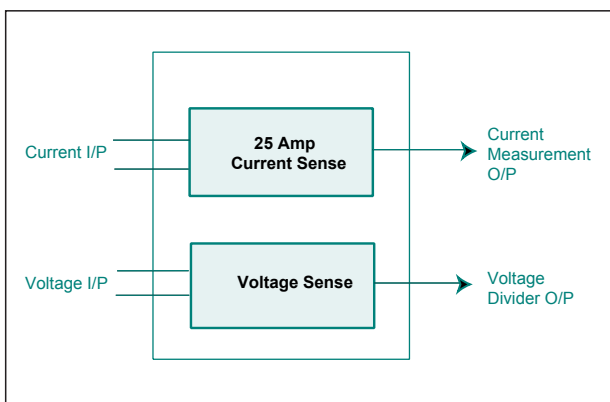 Current I/P
25 Amp
Current Sense
Current
Measurement
O/P
Voltage I/P
Voltage Sense
Voltage
Divider O/P